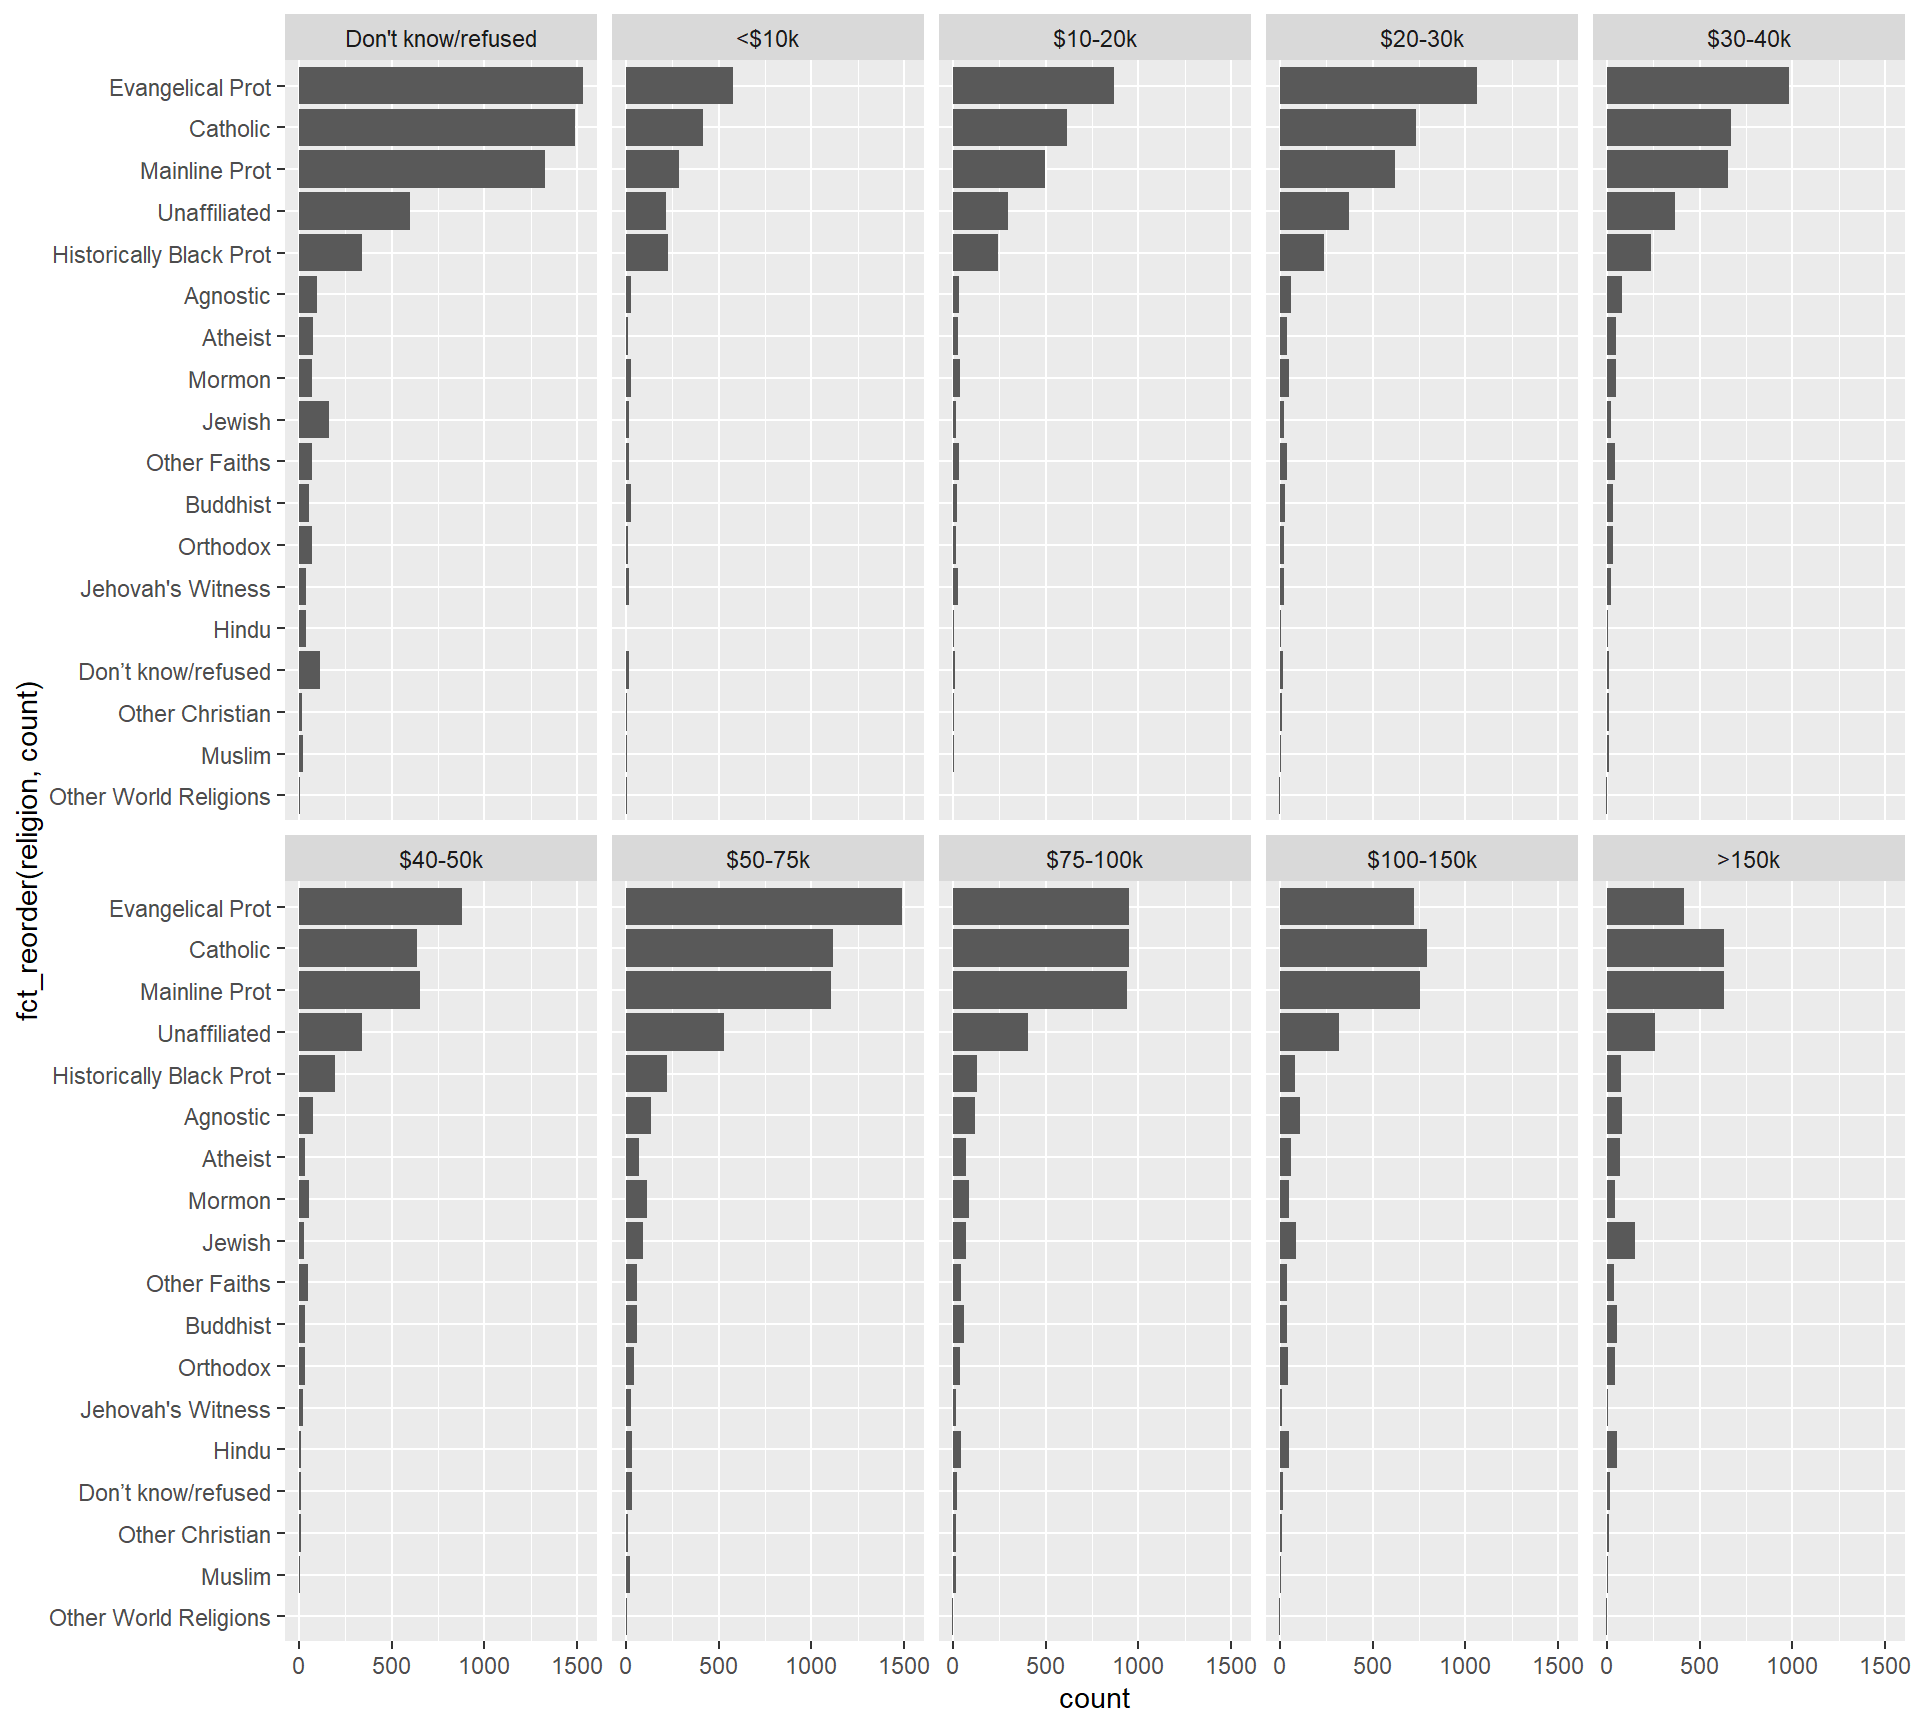 Don't know/refused
<$10k
$10-20k
$20-30k
$30-40k
Evangelical Prot
Catholic
Mainline Prot
Unaffiliated
Historically Black Prot
Agnostic
Atheist
Mormon
Jewish
Other Faiths
Buddhist
Orthodox
Jehovah's Witness
Hindu
Don’t know/refused
Other Christian
Muslim
Other World Religions
fct_reorder(religion, count)
$40-50k
$50-75k
$75-100k
$100-150k
>150k
Evangelical Prot
Catholic
Mainline Prot
Unaffiliated
Historically Black Prot
Agnostic
Atheist
Mormon
Jewish
Other Faiths
Buddhist
Orthodox
Jehovah's Witness
Hindu
Don’t know/refused
Other Christian
Muslim
Other World Religions
0 500 1000 1500
0 500 1000 1500
0 500 1000 1500
0 500 1000 1500
0 500 1000 1500
count